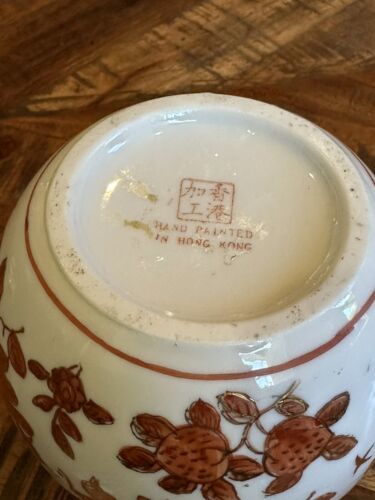 香港
加工
HAND PAINTED
IN HONG KONG